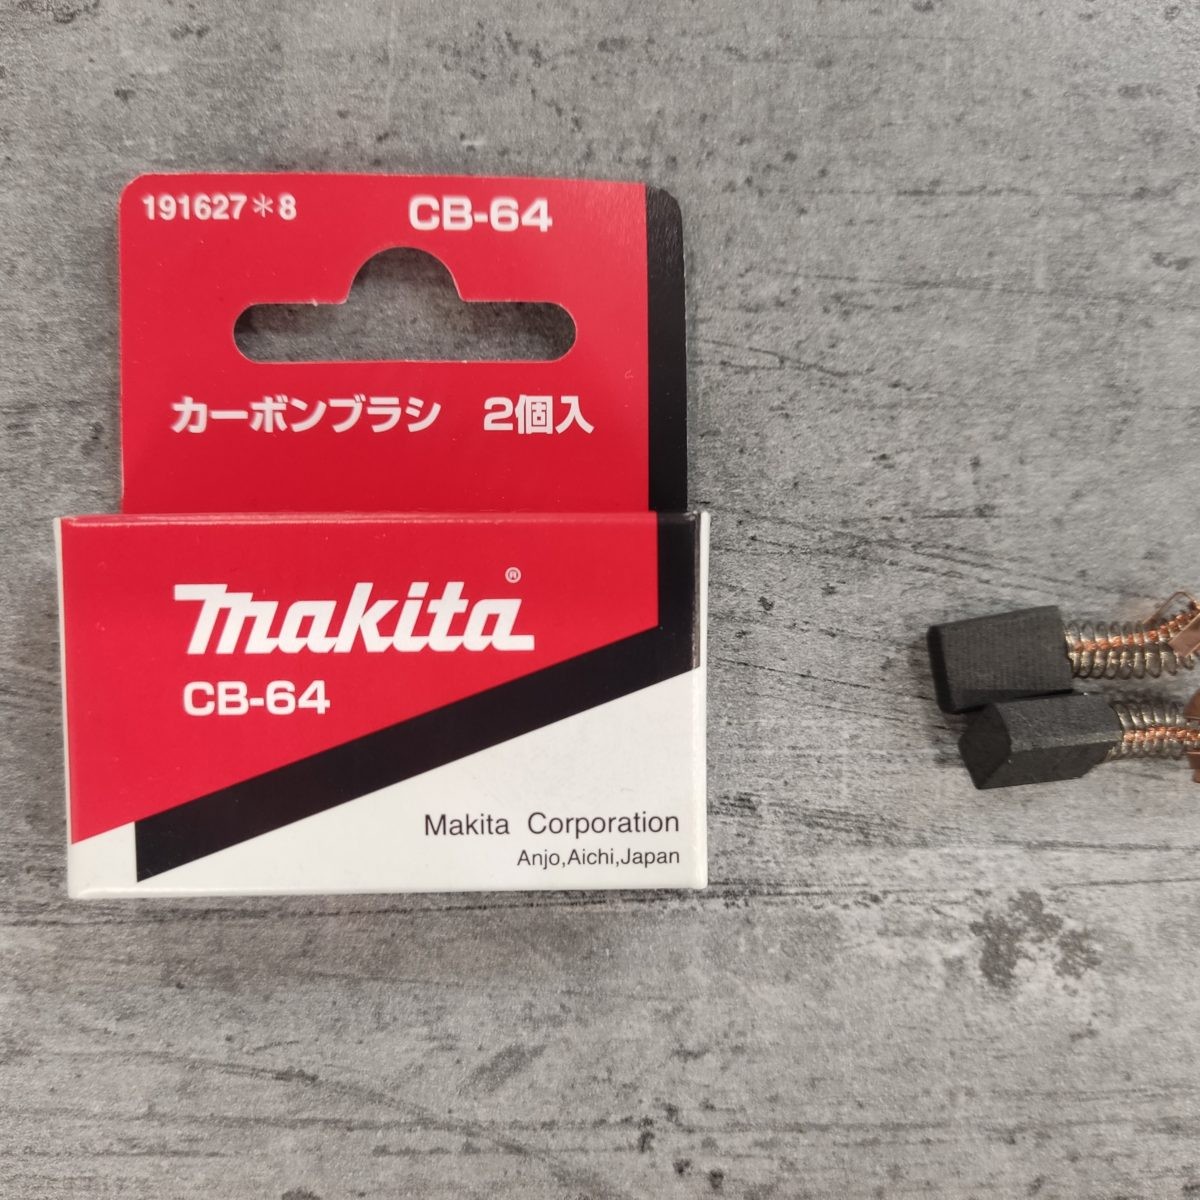 191627＊8 CB-64
カーボンブラシ 2個入
makita®
CB-64
Makita Corporation
Anjo,Aichi,Japan